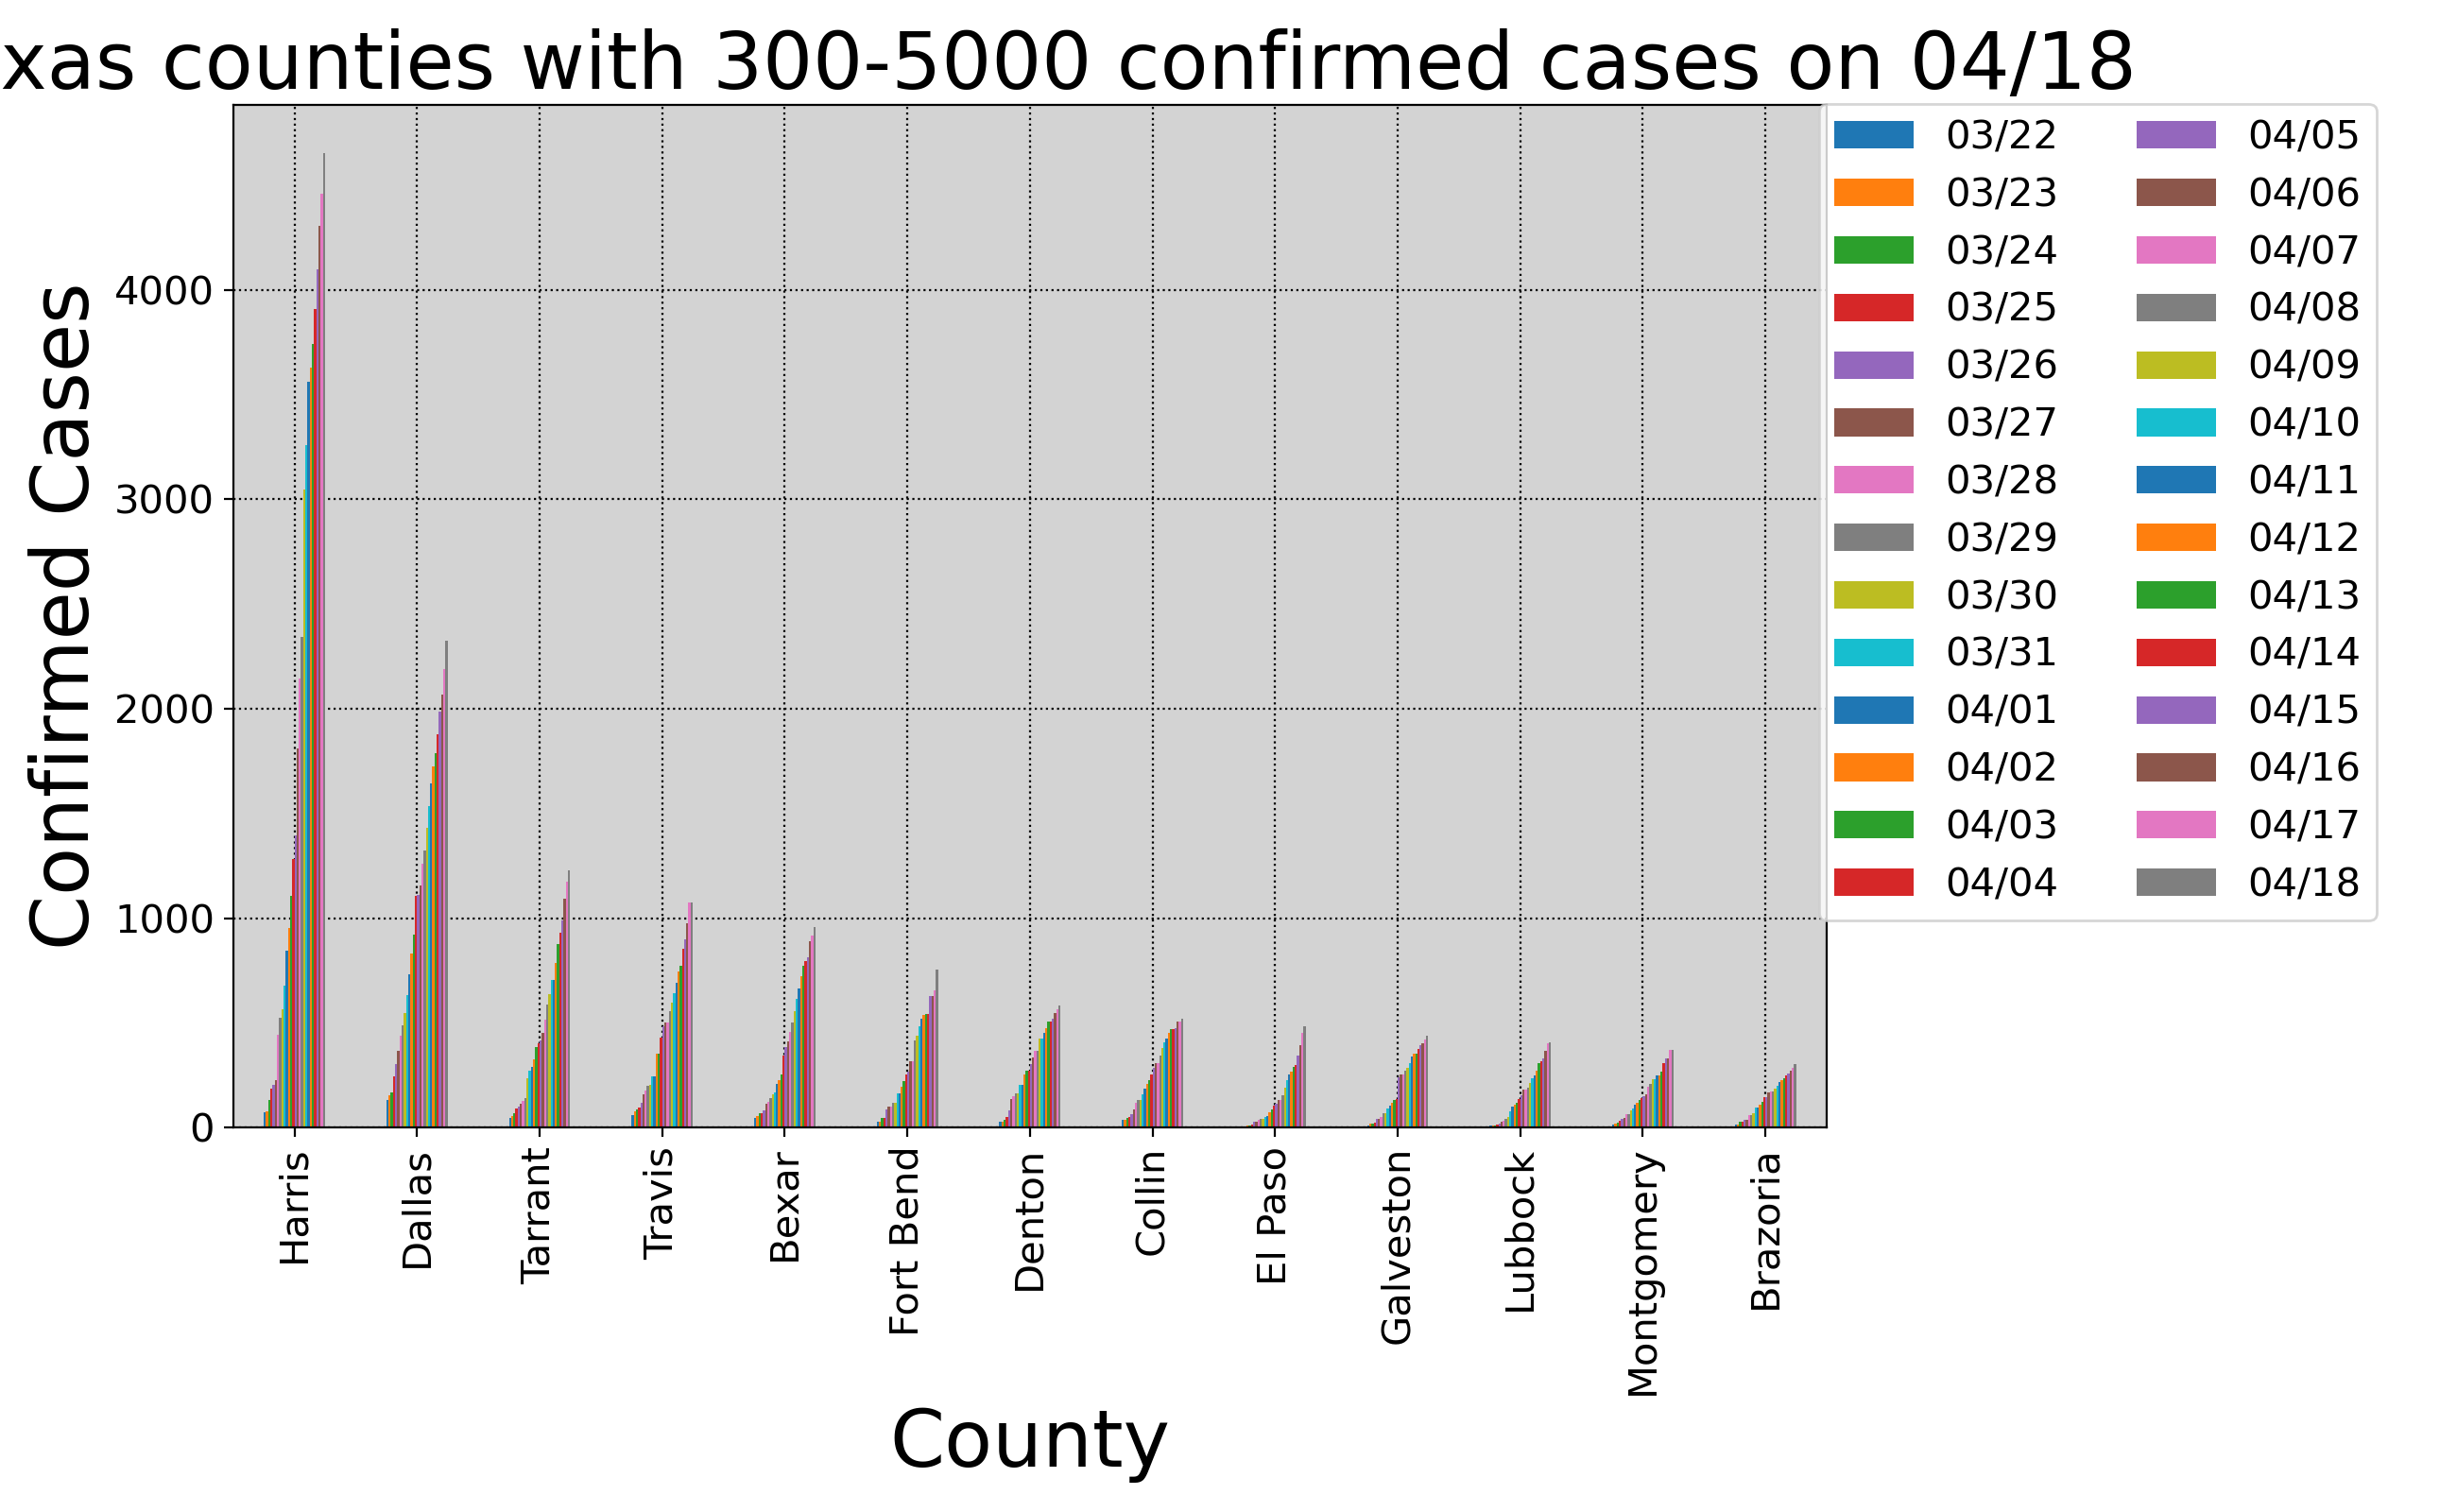 xas counties with 300-5000 confirmed cases on 04/18
Confirmed Cases
4000
3000
2000
1000
0
03/22 04/05
03/23 04/06
03/24 04/07
03/25 04/08
03/26 04/09
03/27 04/10
03/28 04/11
03/29 04/12
03/30 04/13
03/31 04/14
04/01 04/15
04/02 04/16
04/03 04/17
04/04 04/18
Harris
Dallas
Tarrant
Travis
Bexar
Fort Bend
Denton
Collin
El Paso
Galveston
Lubbock
Montgomery
Brazoria
County